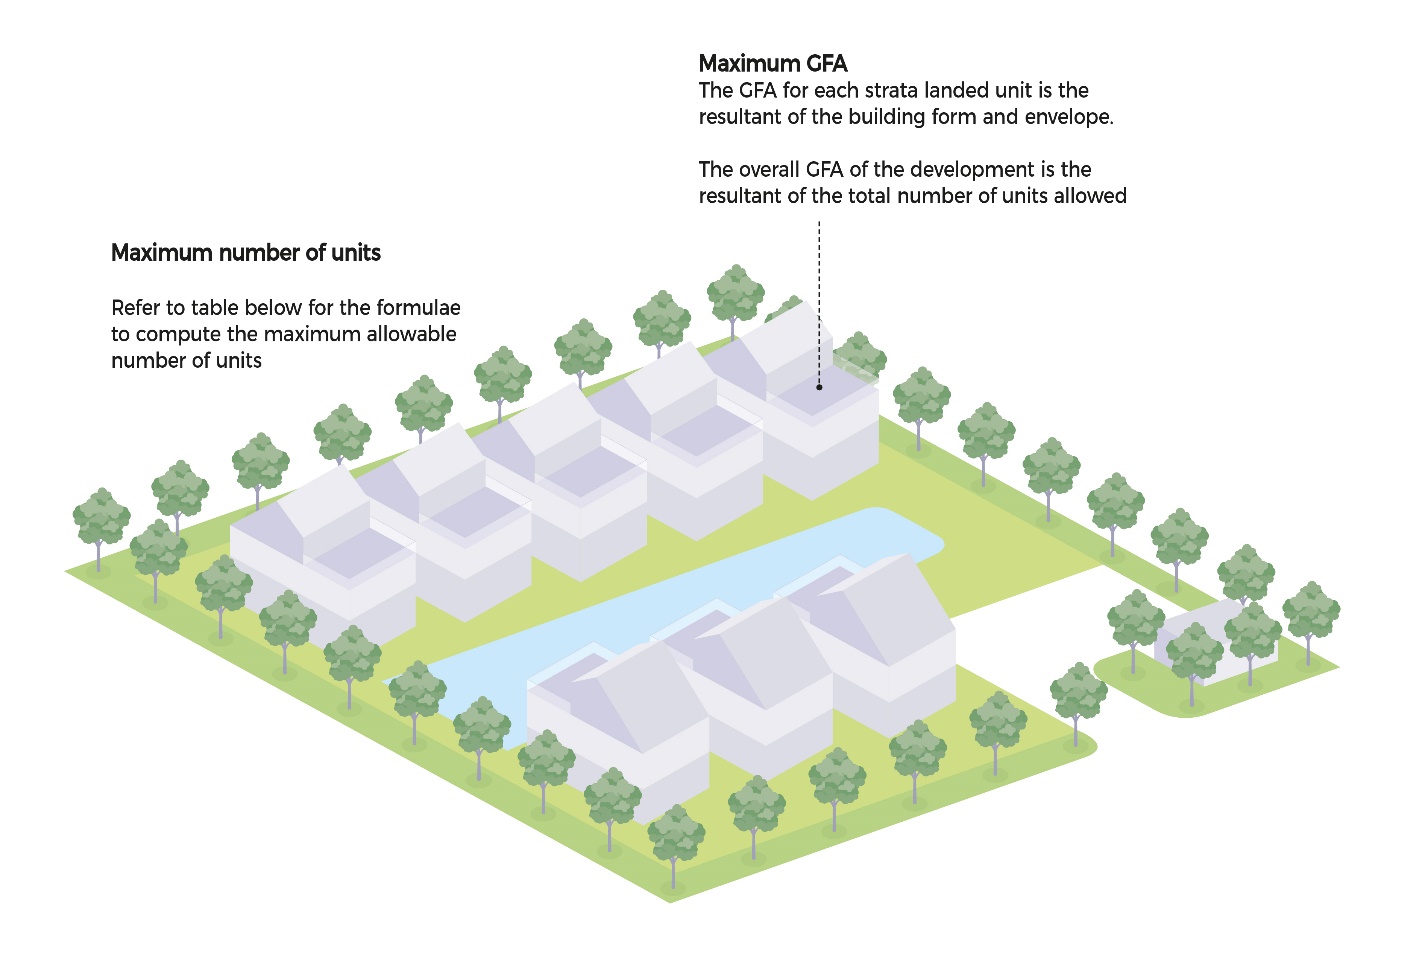 Maximum GFA
The GFA for each strata landed unit is the
resultant of the building form and envelope.
The overall GFA of the development is the
resultant of the total number of units allowed
Maximum number of units
Refer to table below for the formulae
to compute the maximum allowable
number of units